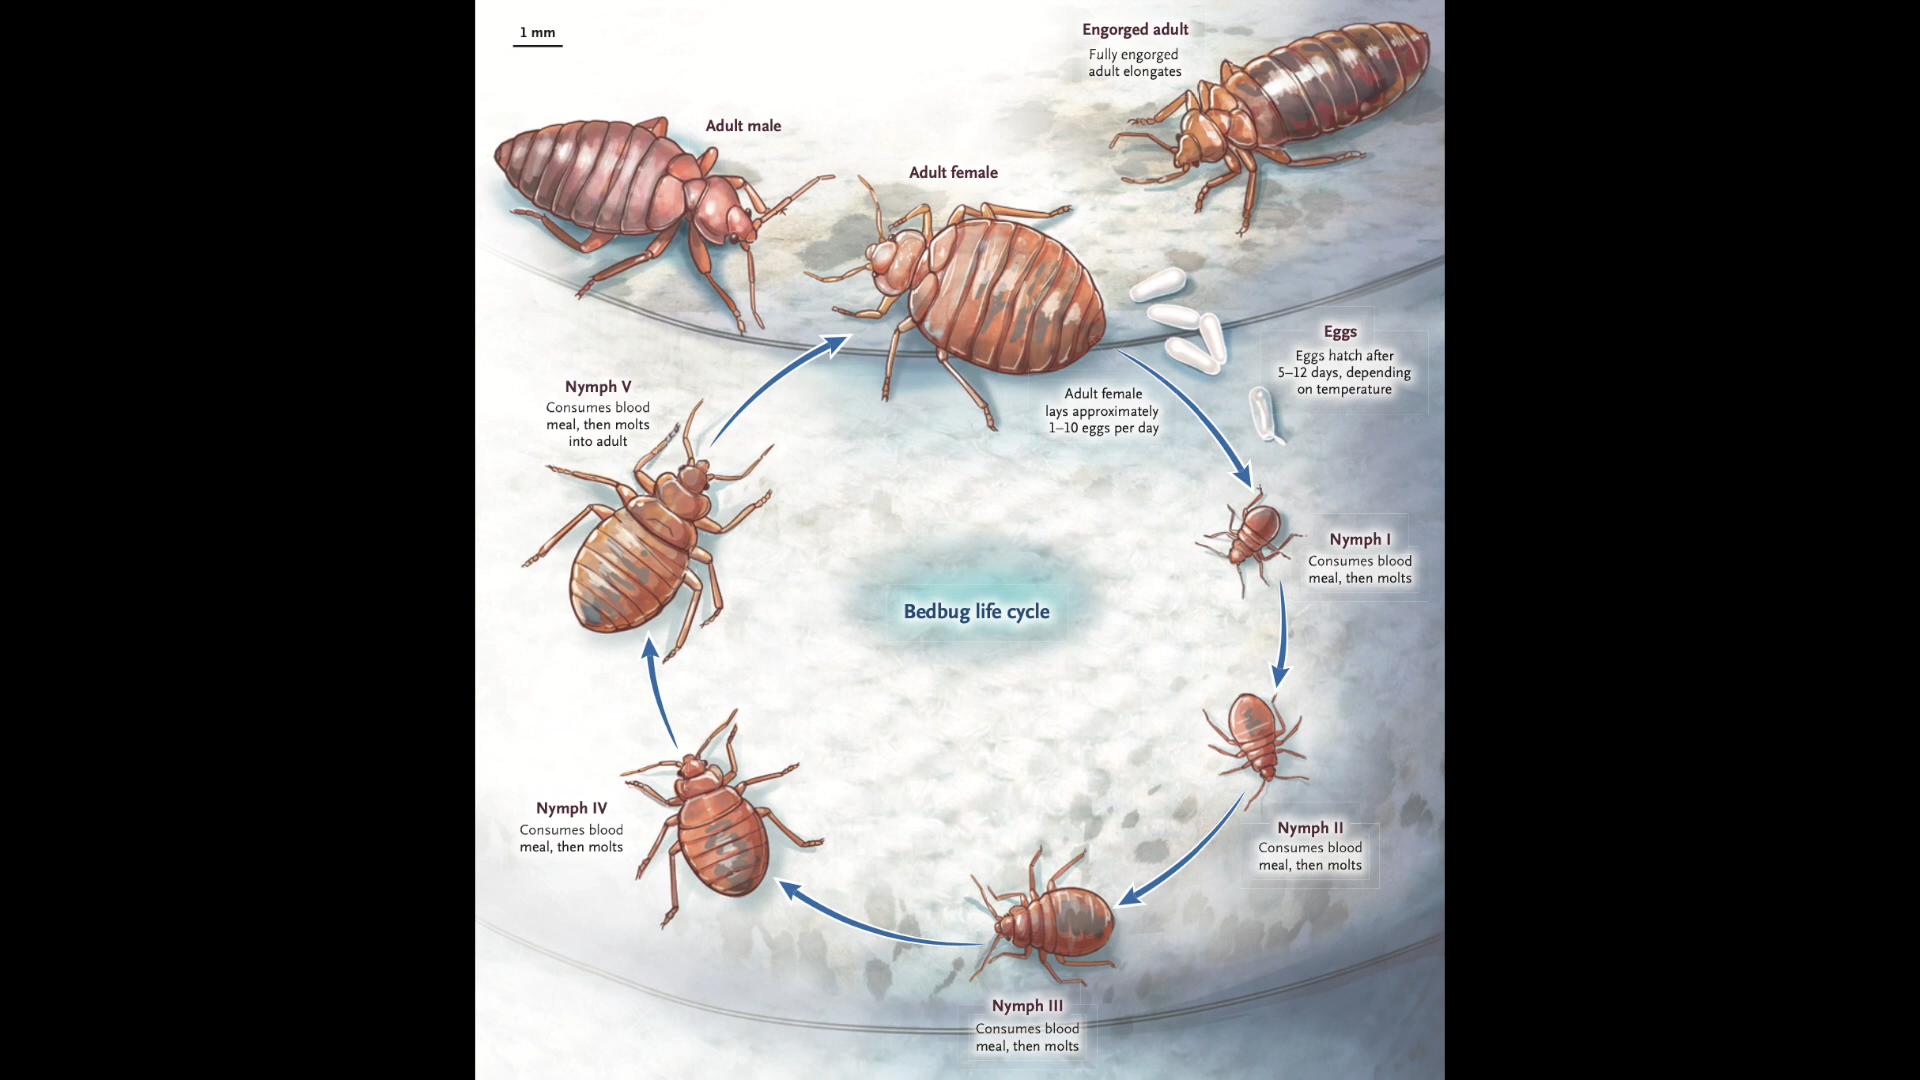 1 mm
Engorged adult
Fully engorged
adult elongates
Adult male
Adult female
Eggs
Eggs hatch after
5–12 days, depending
on temperature
Adult female
lays approximately
1–10 eggs per day
Nymph V
Consumes blood
meal, then molts
into adult
Nymph I
Consumes blood
meal, then molts
Bedbug life cycle
Nymph IV
Consumes blood
meal, then molts
Nymph II
Consumes blood
meal, then molts
Nymph III
Consumes blood
meal, then molts